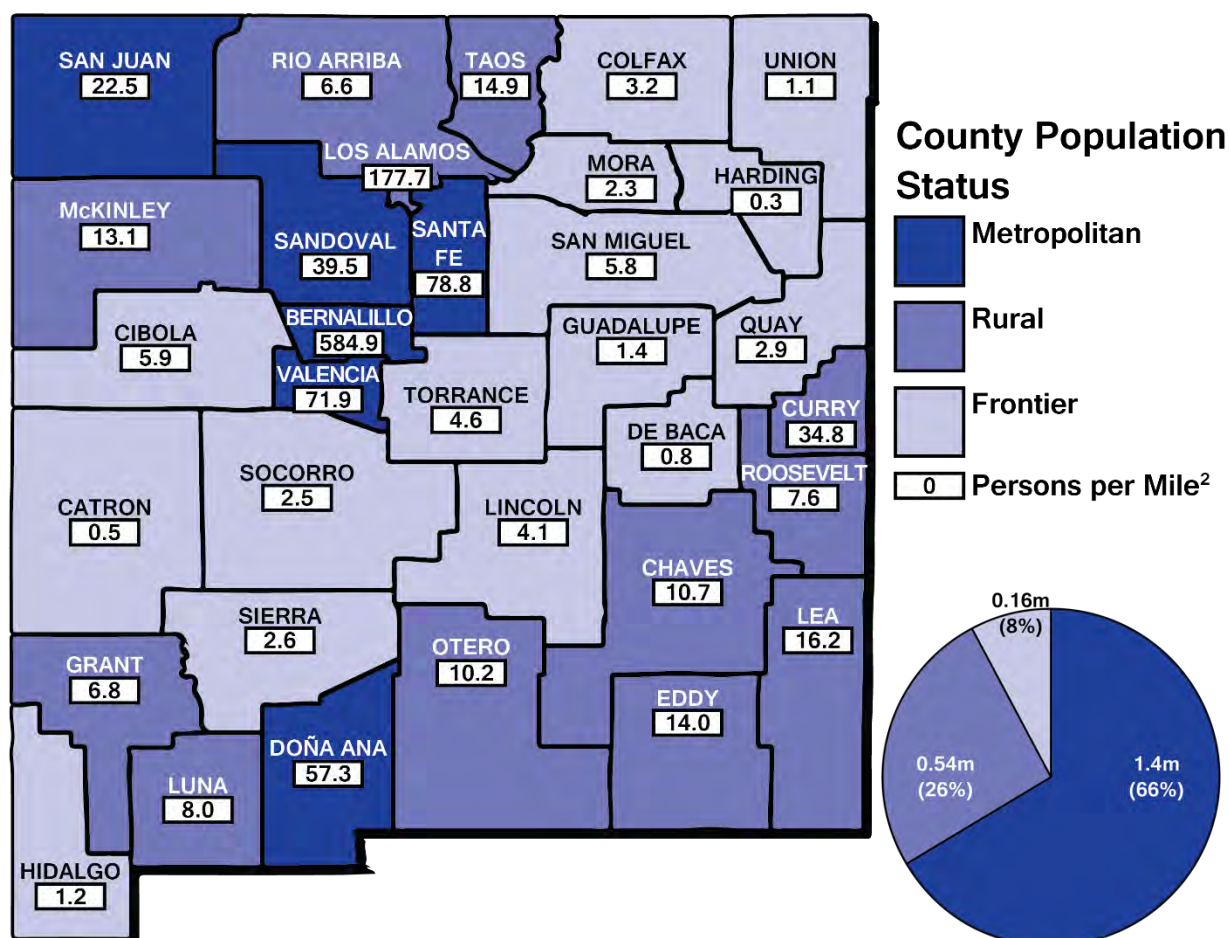 SAN JUAN
22.5
RIO ARRIBA
6.6
TAOS
14.9
COLFAX
3.2
UNION
1.1
LOS ALAMOS
177.7
MORA
2.3
HARDING
0.3
McKINLEY
13.1
SANDOVAL
39.5
SANTA
FE
78.8
SAN MIGUEL
5.8
CIBOLA
5.9
BERNALILLO
584.9
GUADALUPE
1.4
QUAY
2.9
VALENCIA
71.9
TORRANCE
4.6
CURRY
34.8
DE BACA
0.8
ROOSEVELT
7.6
SOCORRO
2.5
CATRON
0.5
LINCOLN
4.1
CHAVES
10.7
SIERRA
2.6
LEA
16.2
OTERO
10.2
GRANT
6.8
EDDY
14.0
DOÑA ANA
57.3
LUNA
8.0
HIDALGO
1.2
County Population
Status
Metropolitan
Rural
Frontier
0 Persons per Mile²
0.16m
(8%)
0.54m
(26%)
1.4m
(66%)